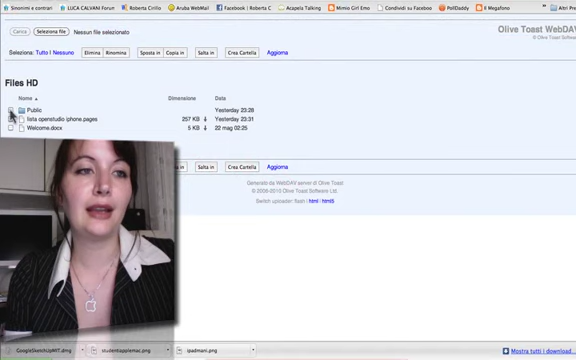 Sinonimi e contrari LUCA CALVANI Forum Roberta Cirillo Aruba WebMail Facebook | Roberta C Acapela Talking Mimio Girl Emo Condividi su Faceboo PollDaddy Il Megafono Altri Pre
Carica Seleziona file Nessun file selezionato
Olive Toast WebDAV
© Olive Toast Software
Seleziona: Tutto | Nessuno Elimina Rinomina Sposta in Copia in Salta in Crea Cartella Aggiorna
Files HD
Nome Dimensione Data
Public Yesterday 23:28
lista openstudio iphone.pages 257 KB Yesterday 23:31
Welcome.docx 5 KB 22 mag 02:25
in Salta in Crea Cartella Aggiorna
Generato da WebDAV server di Olive Toast
© 2008-2010 Olive Toast Software Ltd.
Switch uploader: flash | html | html5
GoogleSketchUpMIT.dmg studentiapplemac.png ipadmani.png Mostra tutti i download...